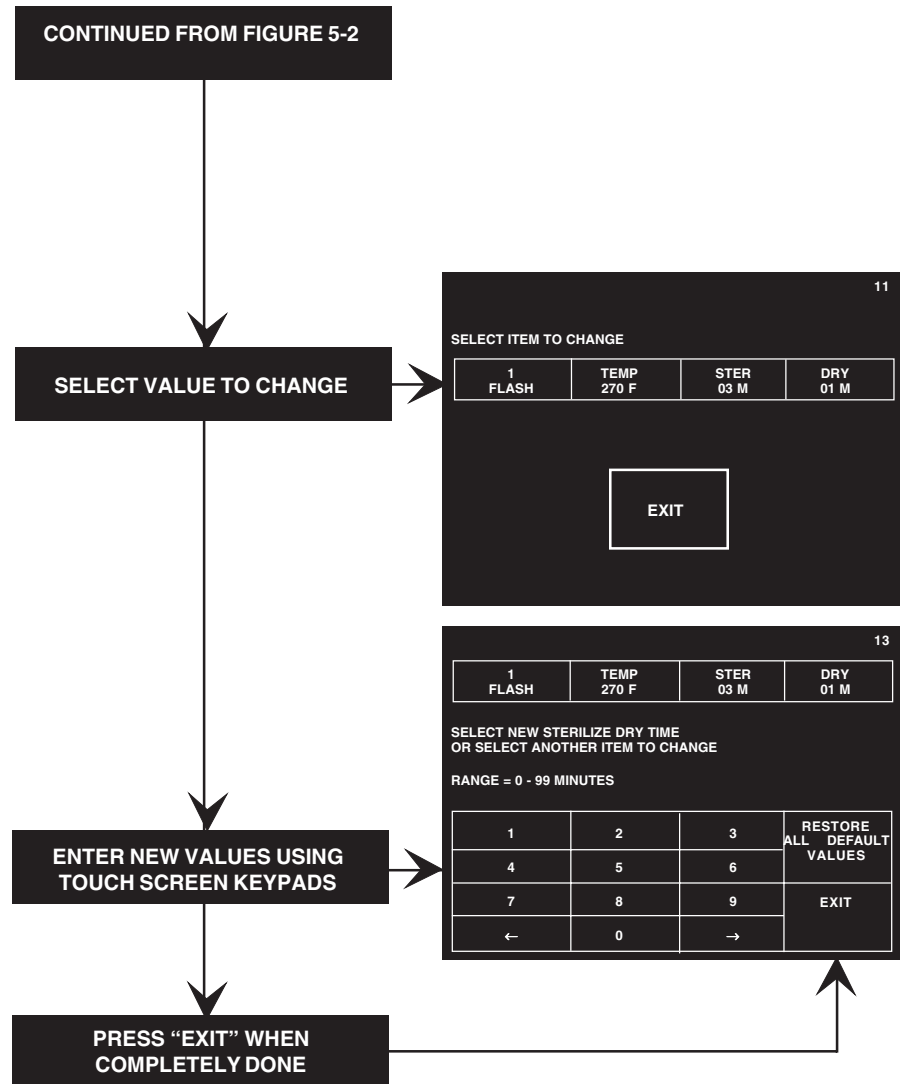 CONTINUED FROM FIGURE 5-2
SELECT VALUE TO CHANGE
11
SELECT ITEM TO CHANGE
1 TEMP STER DRY
FLASH 270 F 03 M 01 M
EXIT
13
1 TEMP STER DRY
FLASH 270 F 03 M 01 M
SELECT NEW STERILIZE DRY TIME
OR SELECT ANOTHER ITEM TO CHANGE
RANGE = 0 - 99 MINUTES
1 2 3
RESTORE
ALL DEFAULT
VALUES
4 5 6
7 8 9 EXIT
← 0 →
ENTER NEW VALUES USING
TOUCH SCREEN KEYPADS
PRESS “EXIT” WHEN
COMPLETELY DONE